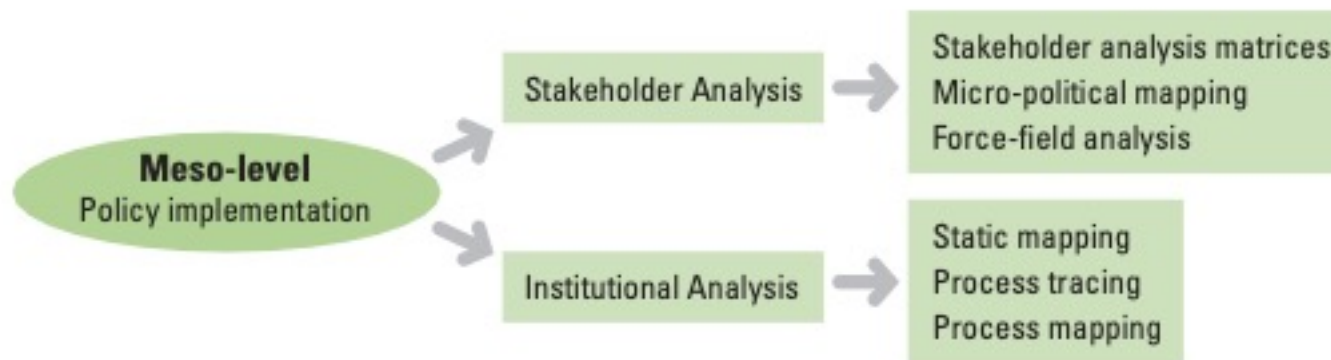 Meso-level
Policy implementation
Stakeholder Analysis
Stakeholder analysis matrices
Micro-political mapping
Force-field analysis
Institutional Analysis
Static mapping
Process tracing
Process mapping